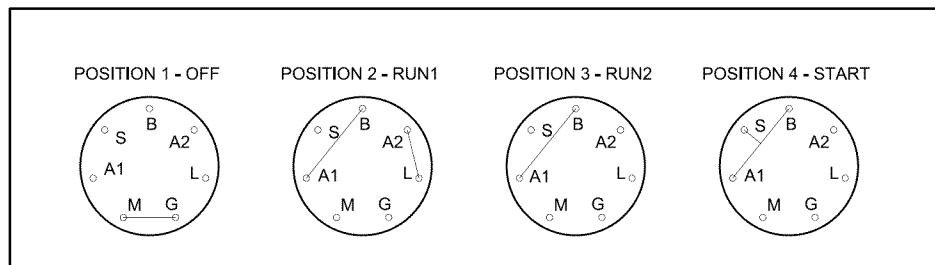 POSITION 1 - OFF
B
S
A2
A1
L
M G
POSITION 2 - RUN1
B
S
A2
A1
L
M G
POSITION 3 - RUN2
B
S
A2
A1
L
M G
POSITION 4 - START
B
S
A2
A1
L
M G